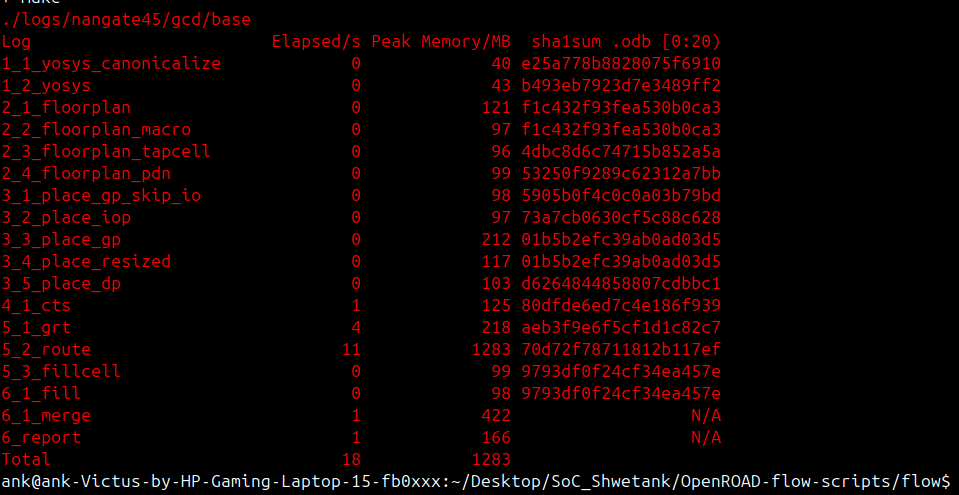 ./logs/nangate45/gcd/base
Log Elapsed/s Peak Memory/MB sha1sum .odb [0:20)
1_1_yosys_canonicalize 0 40 e25a778b8828075f6910
1_2_yosys 0 43 b493eb7923d7e3489ff2
2_1_floorplan 0 121 f1c432f93fea530b0ca3
2_2_floorplan_macro 0 97 f1c432f93fea530b0ca3
2_3_floorplan_tapcell 0 96 4dbc8d6c74715b852a5a
2_4_floorplan_pdn 0 99 53250f9289c62312a7bb
3_1_place_gp_skip_io 0 98 5905b0f4c0c0a03b79bd
3_2_place_iop 0 97 73a7cb0630cf5c88c628
3_3_place_gp 0 212 01b5b2efc39ab0ad03d5
3_4_place_resized 0 117 01b5b2efc39ab0ad03d5
3_5_place_dp 0 103 d6264844858807cdbbc1
4_1_cts 1 125 80dfde6ed7c4e186f939
5_1_grt 4 218 aeb3f9e6f5cf1d1c82c7
5_2_route 11 1283 70d72f78711812b117ef
5_3_fillcell 0 99 9793df0f24cf34ea457e
6_1_fill 0 98 9793df0f24cf34ea457e
6_1_merge 1 422 N/A
6_report 1 166 N/A
Total 18 1283
ank@ank-Victus-by-HP-Gaming-Laptop-15-fb0xxx:~/Desktop/SoC_Shwetank/OpenROAD-flow-scripts/flow$